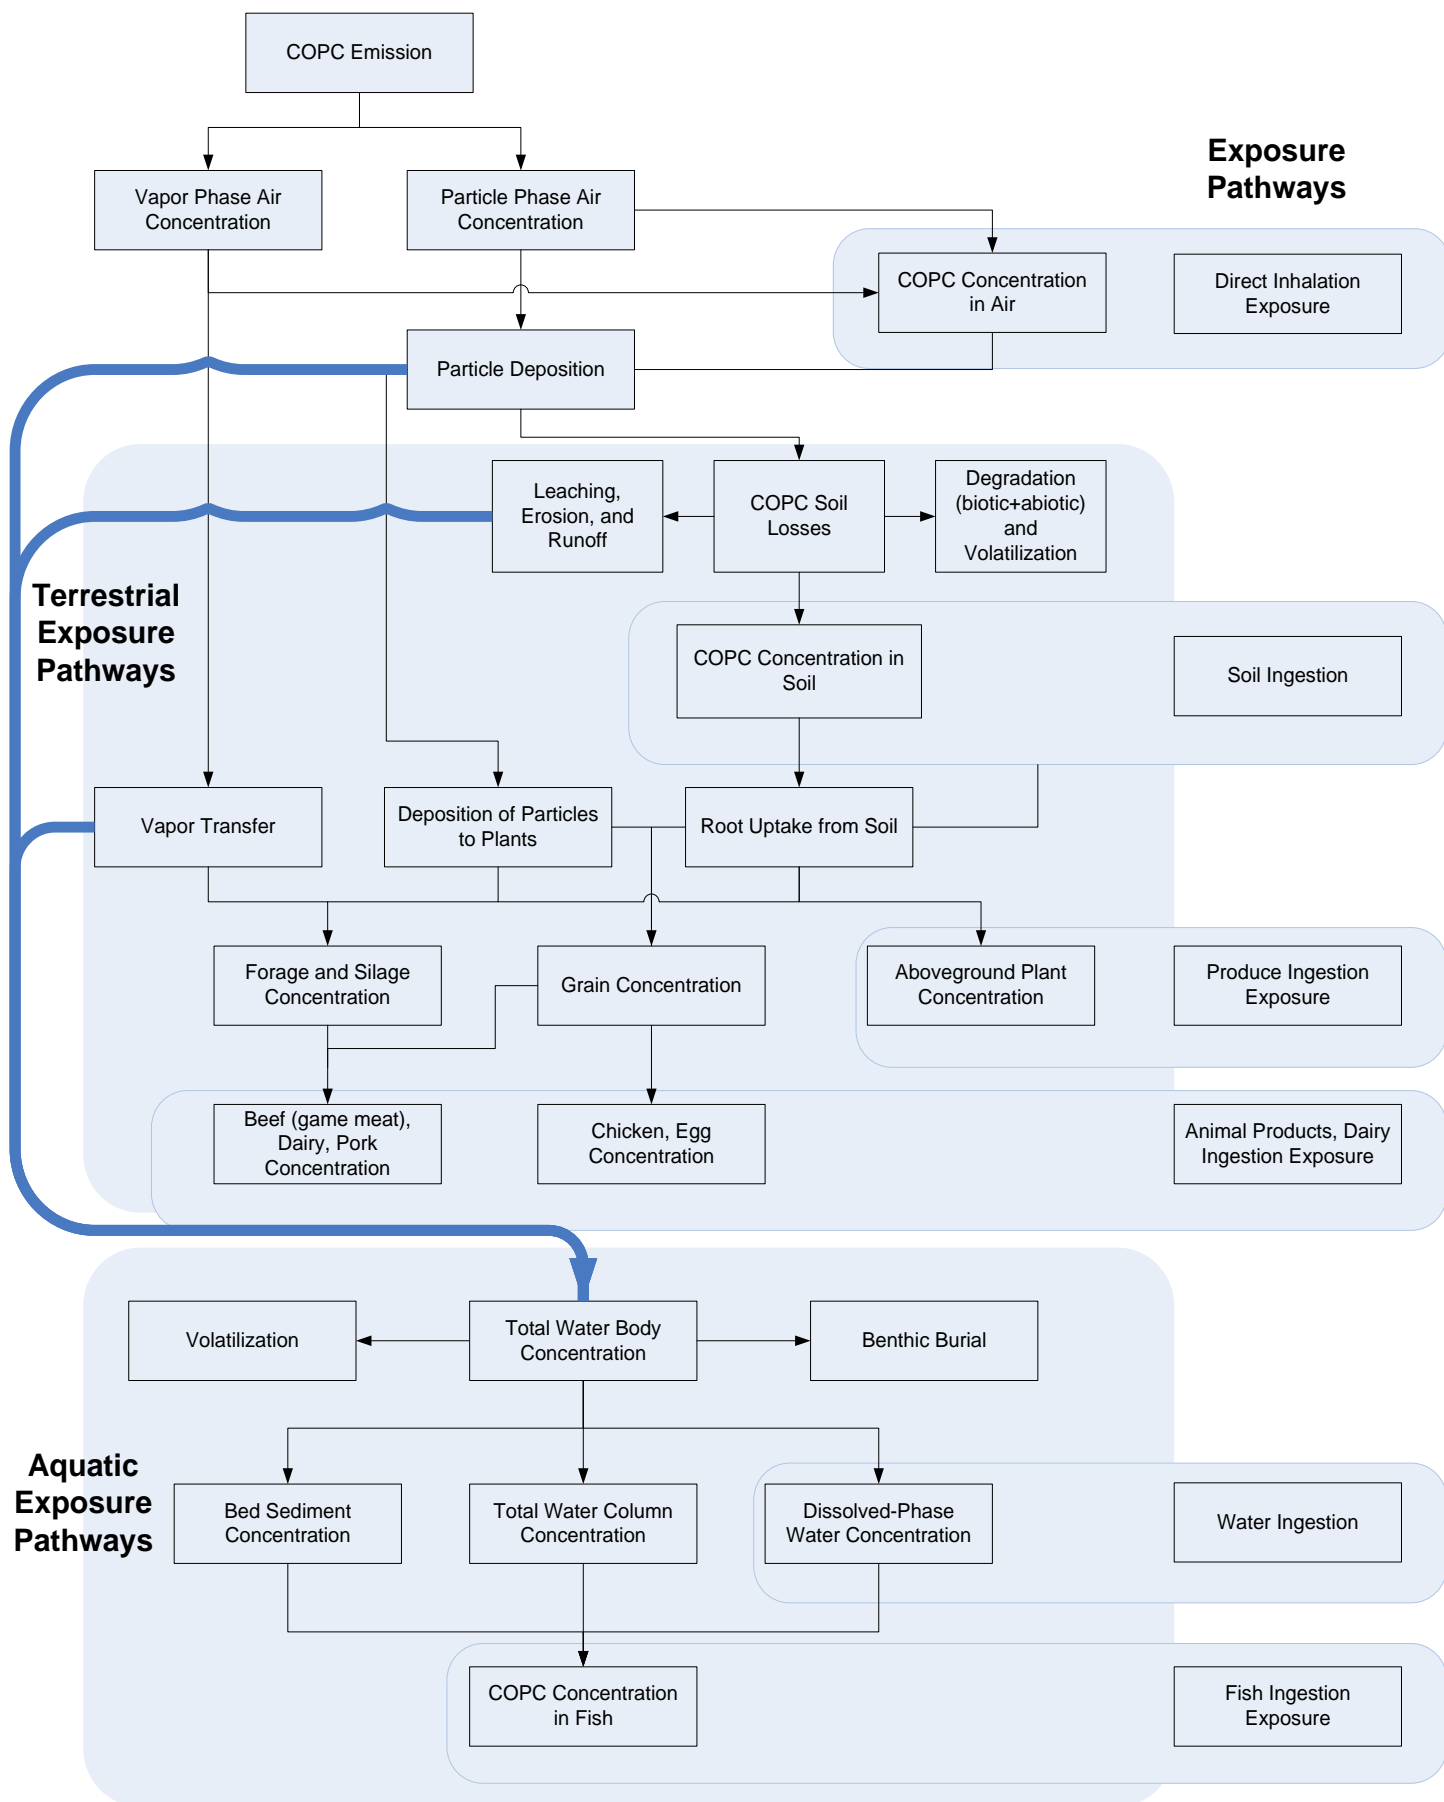 COPC Emission
Exposure
Pathways
Vapor Phase Air
Concentration
Particle Phase Air
Concentration
COPC Concentration
in Air
Direct Inhalation
Exposure
Particle Deposition
Leaching,
Erosion, and
Runoff
COPC Soil
Losses
Degradation
(biotic+abiotic)
and
Volatilization
Terrestrial
Exposure
Pathways
COPC Concentration in
Soil
Soil Ingestion
Vapor Transfer
Deposition of Particles
to Plants
Root Uptake from Soil
Forage and Silage
Concentration
Grain Concentration
Aboveground Plant
Concentration
Produce Ingestion
Exposure
Beef (game meat),
Dairy, Pork
Concentration
Chicken, Egg
Concentration
Animal Products, Dairy
Ingestion Exposure
Volatilization
Total Water Body
Concentration
Benthic Burial
Aquatic
Exposure
Pathways
Bed Sediment
Concentration
Total Water Column
Concentration
Dissolved-Phase
Water Concentration
Water Ingestion
COPC Concentration
in Fish
Fish Ingestion
Exposure